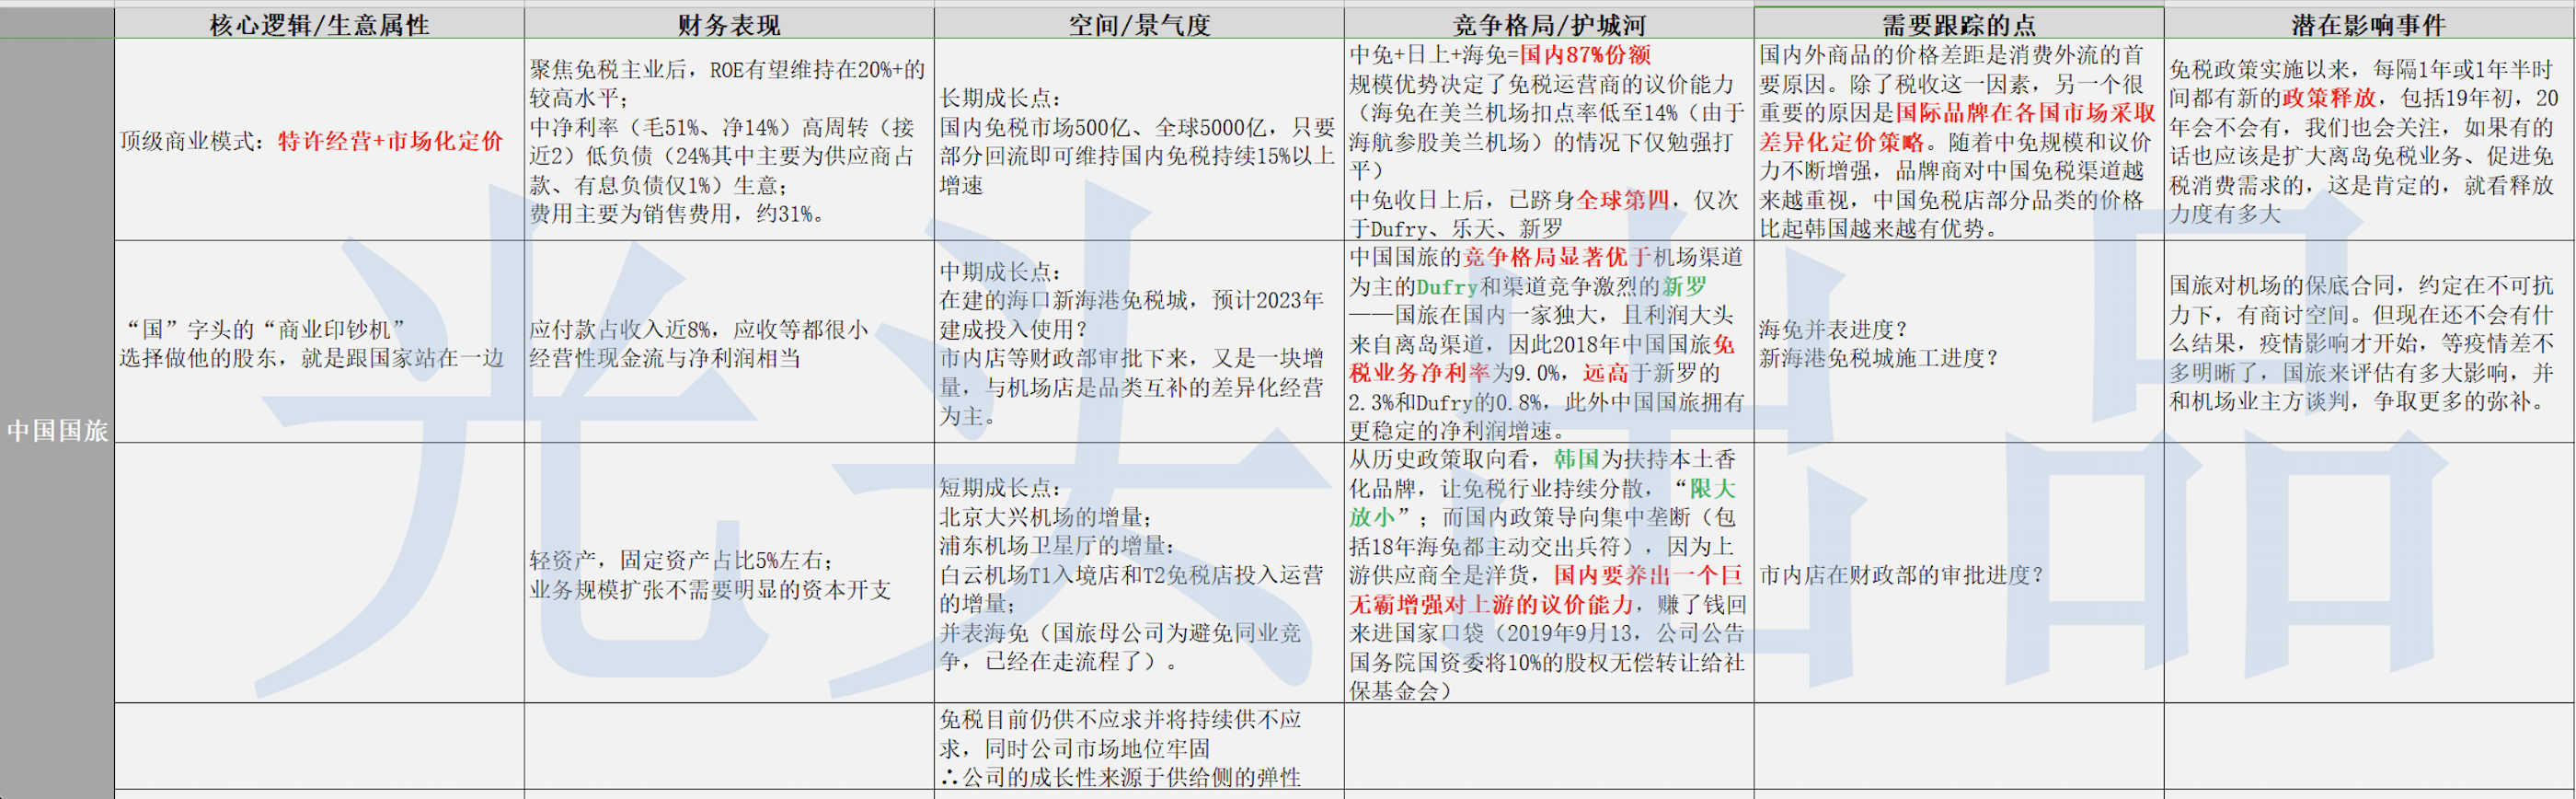 核心逻辑/生意属性
财务表现
空间/景气度
竞争格局/护城河
需要跟踪的点
潜在影响事件
中国国旅
顶级商业模式：特许经营+市场化定价
聚焦免税主业后，ROE有望维持在20%+的
较高水平；
中净利率（毛51%、净14%）高周转（接
近2）低负债（24%其中主要为供应商占
款、有息负债仅1%）生意；
费用主要为销售费用，约31%。
长期成长点：
国内免税市场500亿、全球5000亿，只要
部分回流即可维持国内免税持续15%以上
增速
中免+日上+海免=国内87%份额
规模优势决定了免税运营商的议价能力
（海免在美兰机场扣点率低至14%（由于
海航参股美兰机场）的情况下仅勉强打
平）
中免收日上后，已跻身全球第四，仅次
于Dufry、乐天、新罗
国内外商品的价格差距是消费外流的首
要原因。除了税收这一因素，另一个很
重要的原因是国际品牌在各国市场采取
差异化定价策略。随着中免规模和议价
力不断增强，品牌商对中国免税渠道越
来越重视，中国免税店部分品类的价格
比起韩国越来越有优势。
免税政策实施以来，每隔1年或1年半时
间都有新的政策释放，包括19年初，20
年会不会有，我们也会关注，如果有的
话也应该是扩大离岛免税业务、促进免
税消费需求的，这是肯定的，就看释放
力度有多大
“国”字头的“商业印钞机”
选择做他的股东，就是跟国家站在一边
应付款占收入近8%，应收等都很小
经营性现金流与净利润相当
中期成长点：
在建的海口新海港免税城，预计2023年
建成投入使用？
市内店等财政部审批下来，又是一块增
量，与机场店是品类互补的差异化经营
为主。
中国国旅的竞争格局显著优于机场渠道
为主的Dufry和渠道竞争激烈的新罗
——国旅在国内一家独大，且利润大头
来自离岛渠道，因此2018年中国国旅免
税业务净利率为9.0%，远高于新罗的
2.3%和Dufry的0.8%，此外中国国旅拥有
更稳定的净利润增速。
海免并表进度？
新海港免税城施工进度？
国旅对机场的保底合同，约定在不可抗
力下，有商讨空间。但现在还不会有什
么结果，疫情影响才开始，等疫情差不
多明晰了，国旅来评估有多大影响，并
和机场业主方谈判，争取更多的弥补。
轻资产，固定资产占比5%左右；
业务规模扩张不需要明显的资本开支
短期成长点：
北京大兴机场的增量；
浦东机场卫星厅的增量：
白云机场T1入境店和T2免税店投入运营
的增量；
并表海免（国旅母公司为避免同业竞
争，已经在走流程了）。
从历史政策取向看，韩国为扶持本土香
化品牌，让免税行业持续分散，“限大
放小”；而国内政策导向集中垄断（包
括18年海免都主动交出兵符），因为上
游供应商全是洋货，国内要养出一个巨
无霸增强对上游的议价能力，赚了钱回
来进国家口袋（2019年9月13，公司公告
国务院国资委将10%的股权无偿转让给社
保基金会）
市内店在财政部的审批进度？
免税目前仍供不应求并将持续供不应
求，同时公司市场地位牢固
∴公司的成长性来源于供给侧的弹性
光头出品